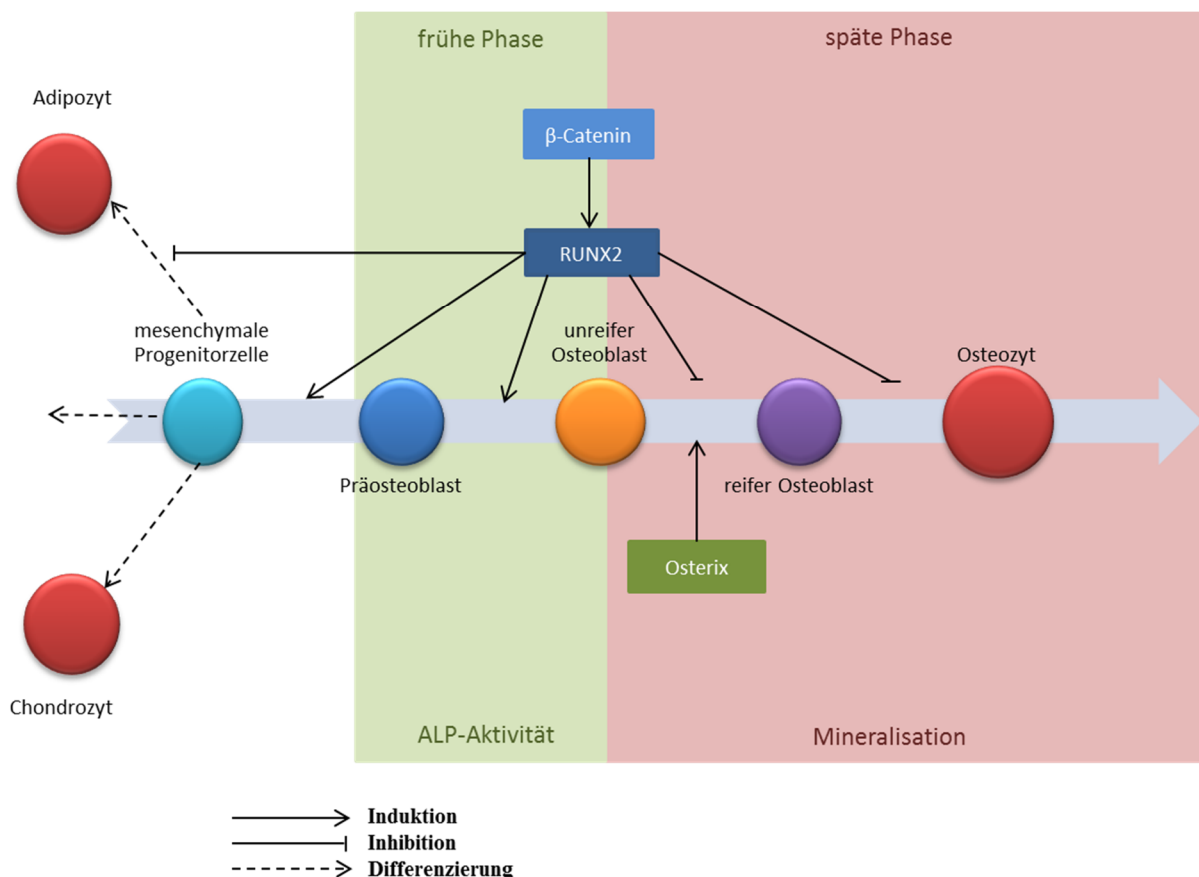 frühe Phase
späte Phase
Adipozyt
β-Catenin
RUNX2
mesenchymale
Progenitorzelle
unreifer
Osteoblast
Osteozyt
Präosteoblast
reifer Osteoblast
Osterix
Chondrozyt
ALP-Aktivität
Mineralisation
Induktion
Inhibition
Differenzierung